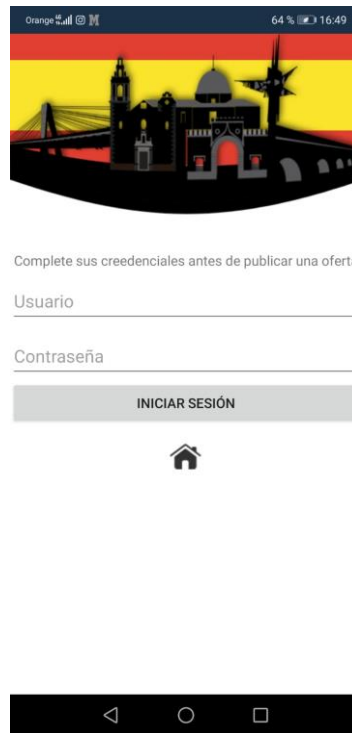 Orange 64 % 16:49
Complete sus creedenciales antes de publicar una ofert
Usuario
Contraseña
INICIAR SESIÓN